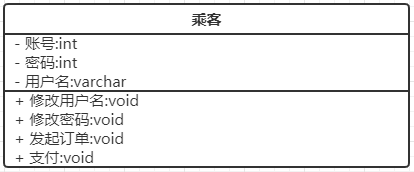 乘客
- 账号:int
- 密码:int
- 用户名:varchar
+ 修改用户名:void
+ 修改密码:void
+ 发起订单:void
+ 支付:void